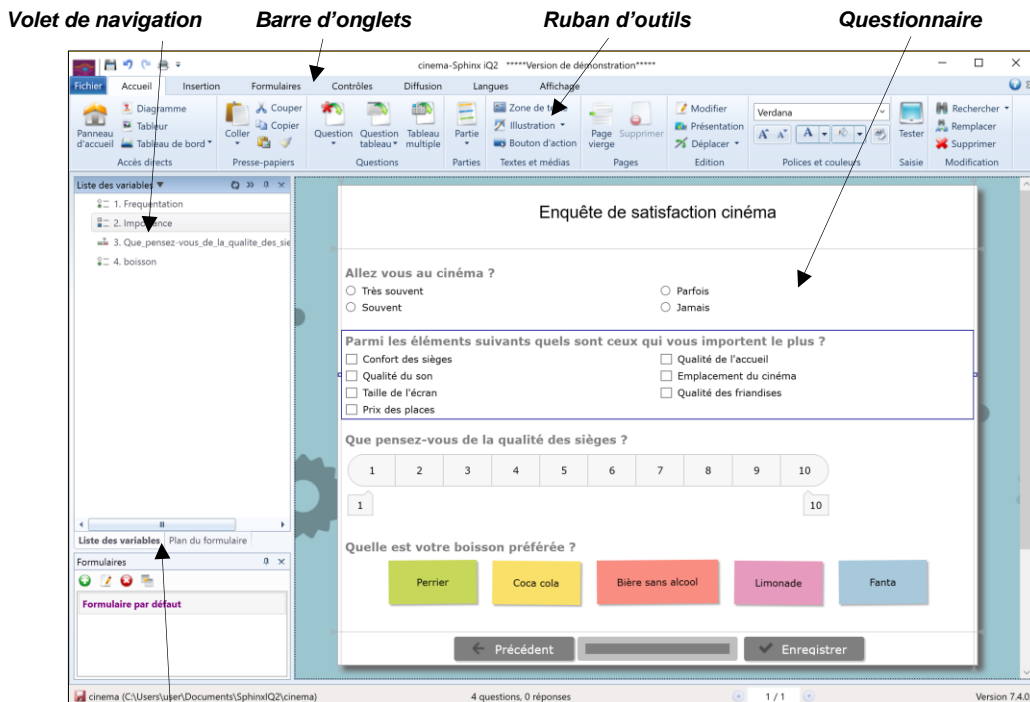 Volet de navigation Barre d'onglets Ruban d'outils Questionnaire
cinema-Sphinx iQ2 *****Version de démonstration*****
Fichier Accueil Insertion Formulaires Contrôles Diffusion Langues Affichage
Panneau d'accueil
Diagramme
Tableur
Tableau de bord
Accès directs
Coller
Couper
Copier
Presse-papiers
Question
Question tableau
Tableau multiple
Questions
Partie
Parties
Zone de
Illustration
Bouton d'action
Textes et médias
Page vierge
Supprimer
Pages
Modifier
Présentation
Déplacer
Edition
Verdana
A A A
Polices et couleurs
Tester
Saisie
Rechercher
Remplacer
Supprimer
Modification
Liste des variables
1. Frequentation
2. Importance
3. Que_pensez-vous_de_la_qualite_des_sie
4. boisson
Liste des variables Plan du formulaire
Formulaires
Formulaire par défaut
Enquête de satisfaction cinéma
Allez vous au cinéma ?
Très souvent Parfois
Souvent Jamais
Parmi les éléments suivants quels sont ceux qui vous importent le plus ?
Confort des sièges Qualité de l'accueil
Qualité du son Emplacement du cinéma
Taille de l'écran Qualité des friandises
Prix des places
Que pensez-vous de la qualité des sièges ?
1 2 3 4 5 6 7 8 9 10
1 10
Quelle est votre boisson préférée ?
Perrier Coca cola Bière sans alcool Limonade Fanta
Précédent Enregistrer
cinema (C:\Users\user\Documents\SphinxIQ2\cinema) 4 questions, 0 réponses 1 / 1 Version 7.4.0